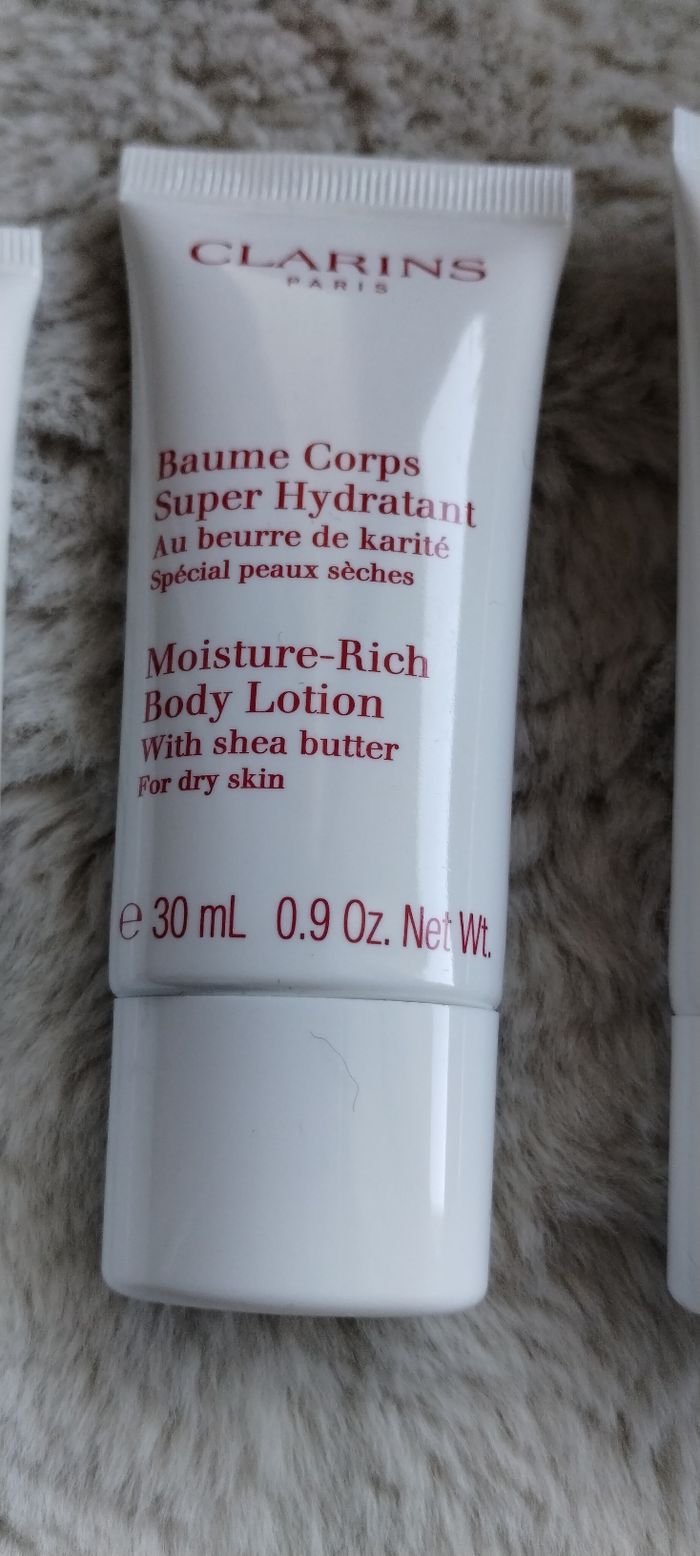 CLARINS
PARIS
Baume Corps
Super Hydratant
Au beurre de karité
Spécial peaux sèches
Moisture-Rich
Body Lotion
With shea butter
For dry skin
℮ 30 mL 0.9 Oz. Net Wt.